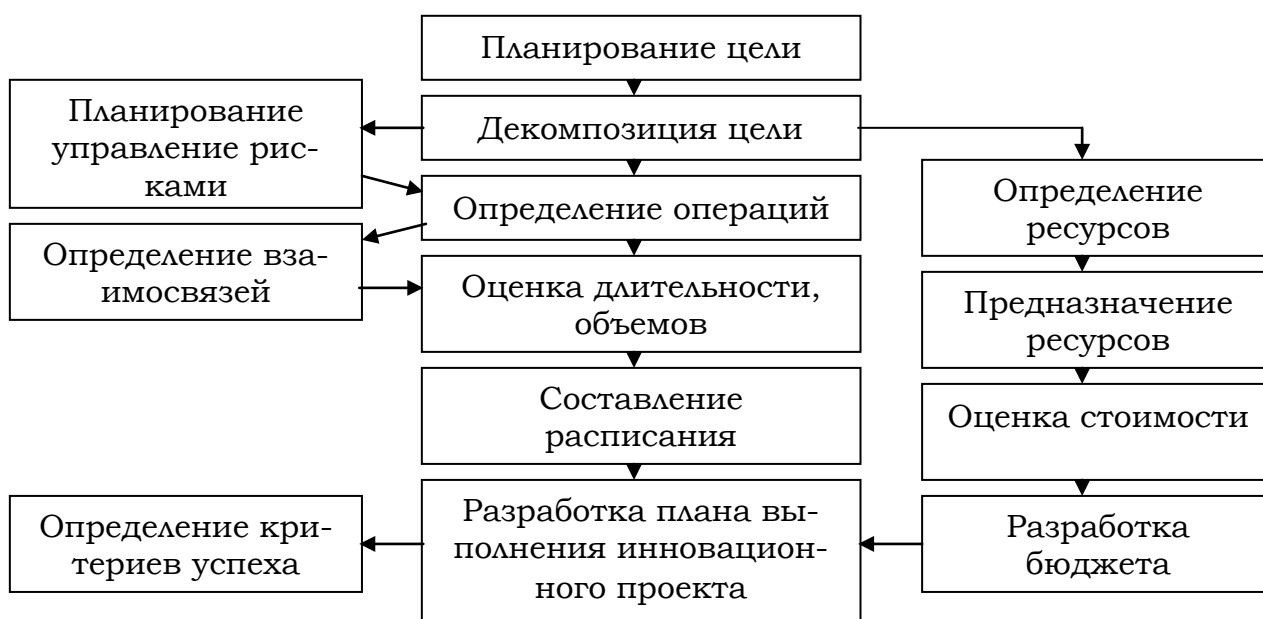 Планирование цели
Планирование
управление рис-
ками
Декомпозиция цели
Определение
ресурсов
Определение операций
Определение вза-
имосвязей
Оценка длительности,
объемов
Предназначение
ресурсов
Составление
расписания
Оценка стоимости
Определение кри-
териев успеха
Разработка плана вы-
полнения инновацион-
ного проекта
Разработка
бюджета